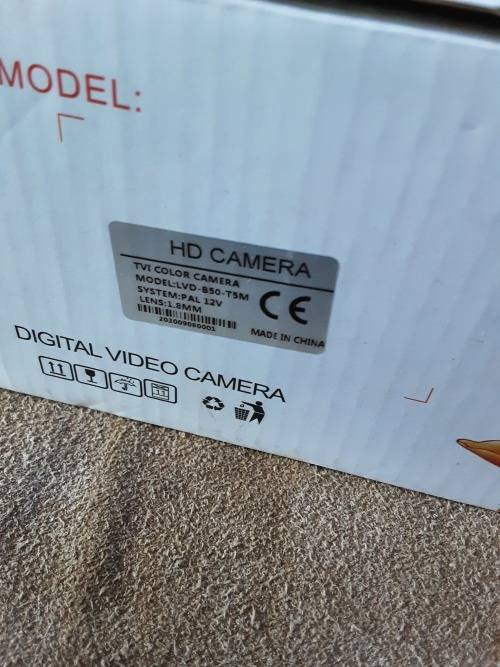 MODEL:
HD CAMERA
TVI COLOR CAMERA
MODEL:LVD-B50-T5M
SYSTEM:PAL 12V
LENS:1.8MM
CE
202009080001
MADE IN CHINA
DIGITAL VIDEO CAMERA